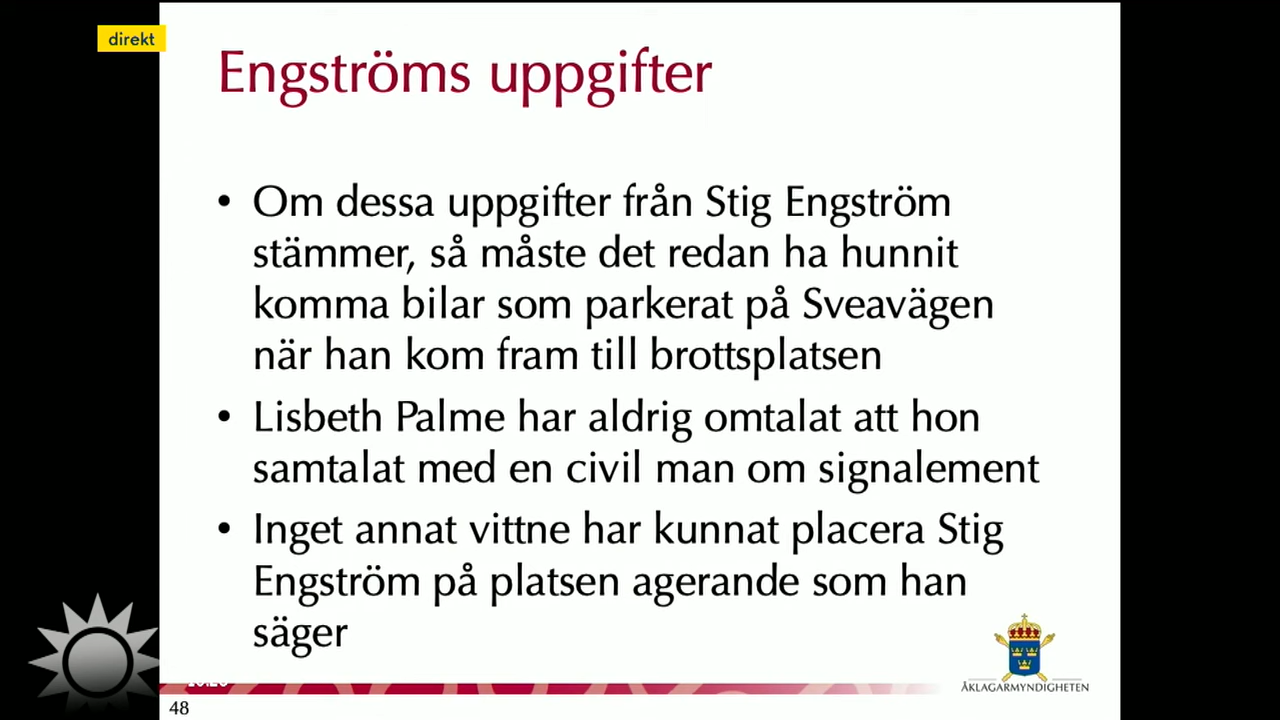 direkt
Engströms uppgifter
• Om dessa uppgifter från Stig Engström
stämmer, så måste det redan ha hunnit
komma bilar som parkerat på Sveavägen
när han kom fram till brottsplatsen
• Lisbeth Palme har aldrig omtalat att hon
samtalat med en civil man om signalement
• Inget annat vittne har kunnat placera Stig
Engström på platsen agerande som han
säger
ÅKLAGARMYNDIGHETEN
48